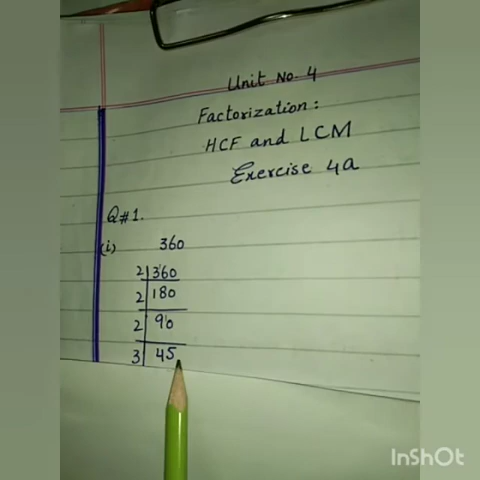 Unit No. 4
Factorization :
HCF and LCM
Exercise 4a
Q#1.
(i) 360
2 | 360
2 | 180
2 | 90
3 | 45
InShOt